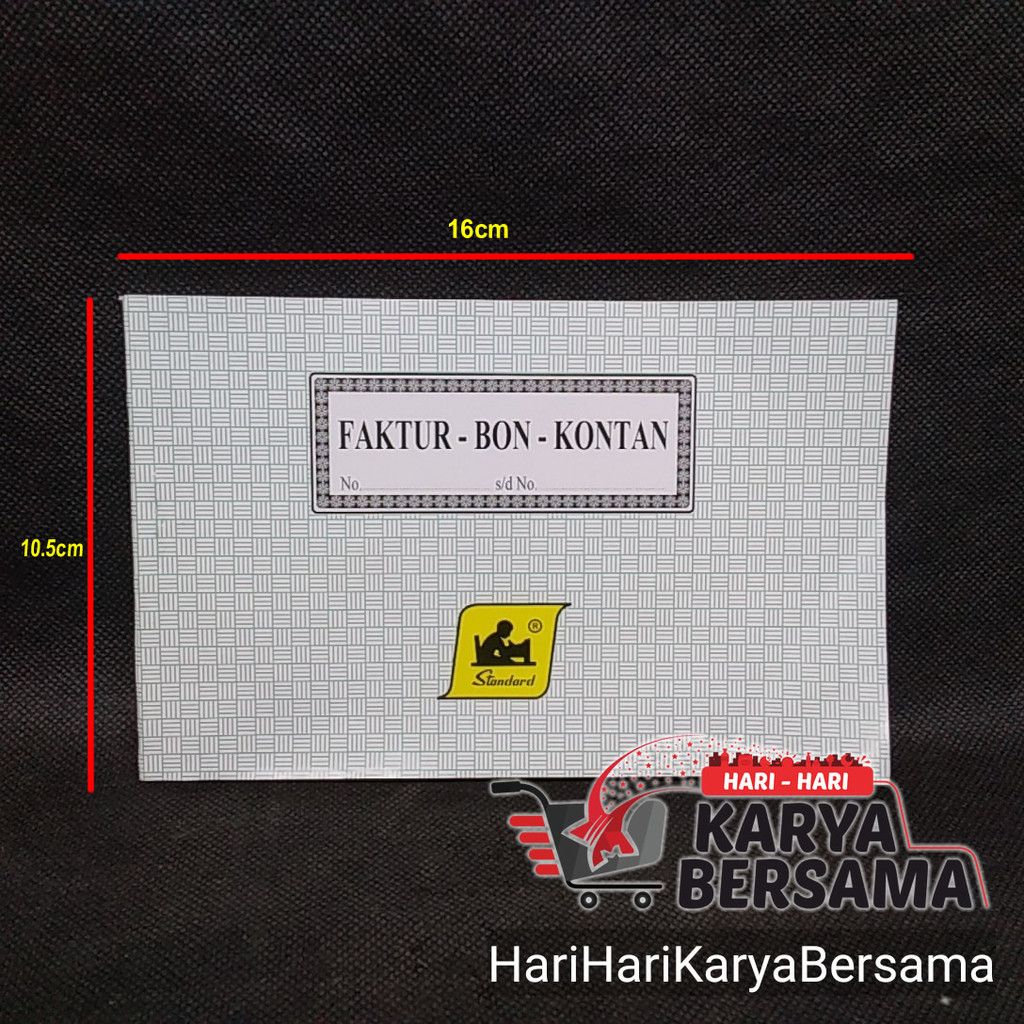 16cm
10.5cm
FAKTUR - BON - KONTAN
No. s/d No.
®
Standard
HARI - HARI
KARYA
BERSAMA
HariHariKaryaBersama